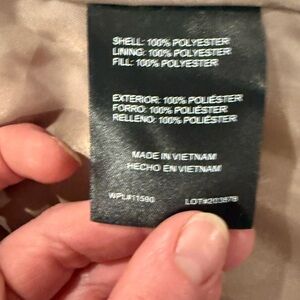 SHELL: 100% POLYESTER
LINING: 100% POLYESTER
FILL: 100% POLYESTER
EXTERIOR: 100% POLIÉSTER
FORRO: 100% POLIÉSTER
RELLENO: 100% POLIÉSTER
MADE IN VIETNAM
HECHO EN VIETNAM
WPL#11590 LOT#203878